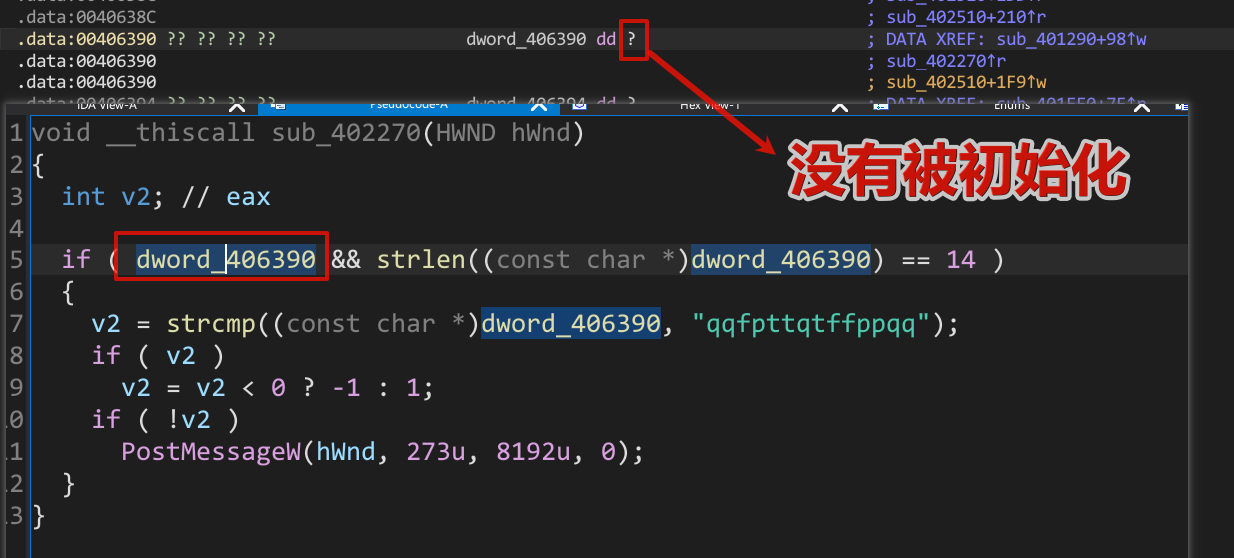 .data:0040638C ; sub_402510+210↑r
.data:00406390 ?? ?? ?? ?? dword_406390 dd ? ; DATA XREF: sub_401290+98↑w
.data:00406390 ; sub_402270↑r
.data:00406390 ; sub_402510+1F9↑w
IDA View-A Pseudocode-A Hex View-1 Enums
没有被初始化
1 void __thiscall sub_402270(HWND hWnd)
2 {
3 int v2; // eax
4
5 if ( dword_406390 && strlen((const char *)dword_406390) == 14 )
6 {
7 v2 = strcmp((const char *)dword_406390, "qqfpttqtffppqq");
8 if ( v2 )
9 v2 = v2 < 0 ? -1 : 1;
10 if ( !v2 )
11 PostMessageW(hWnd, 273u, 8192u, 0);
12 }
13 }